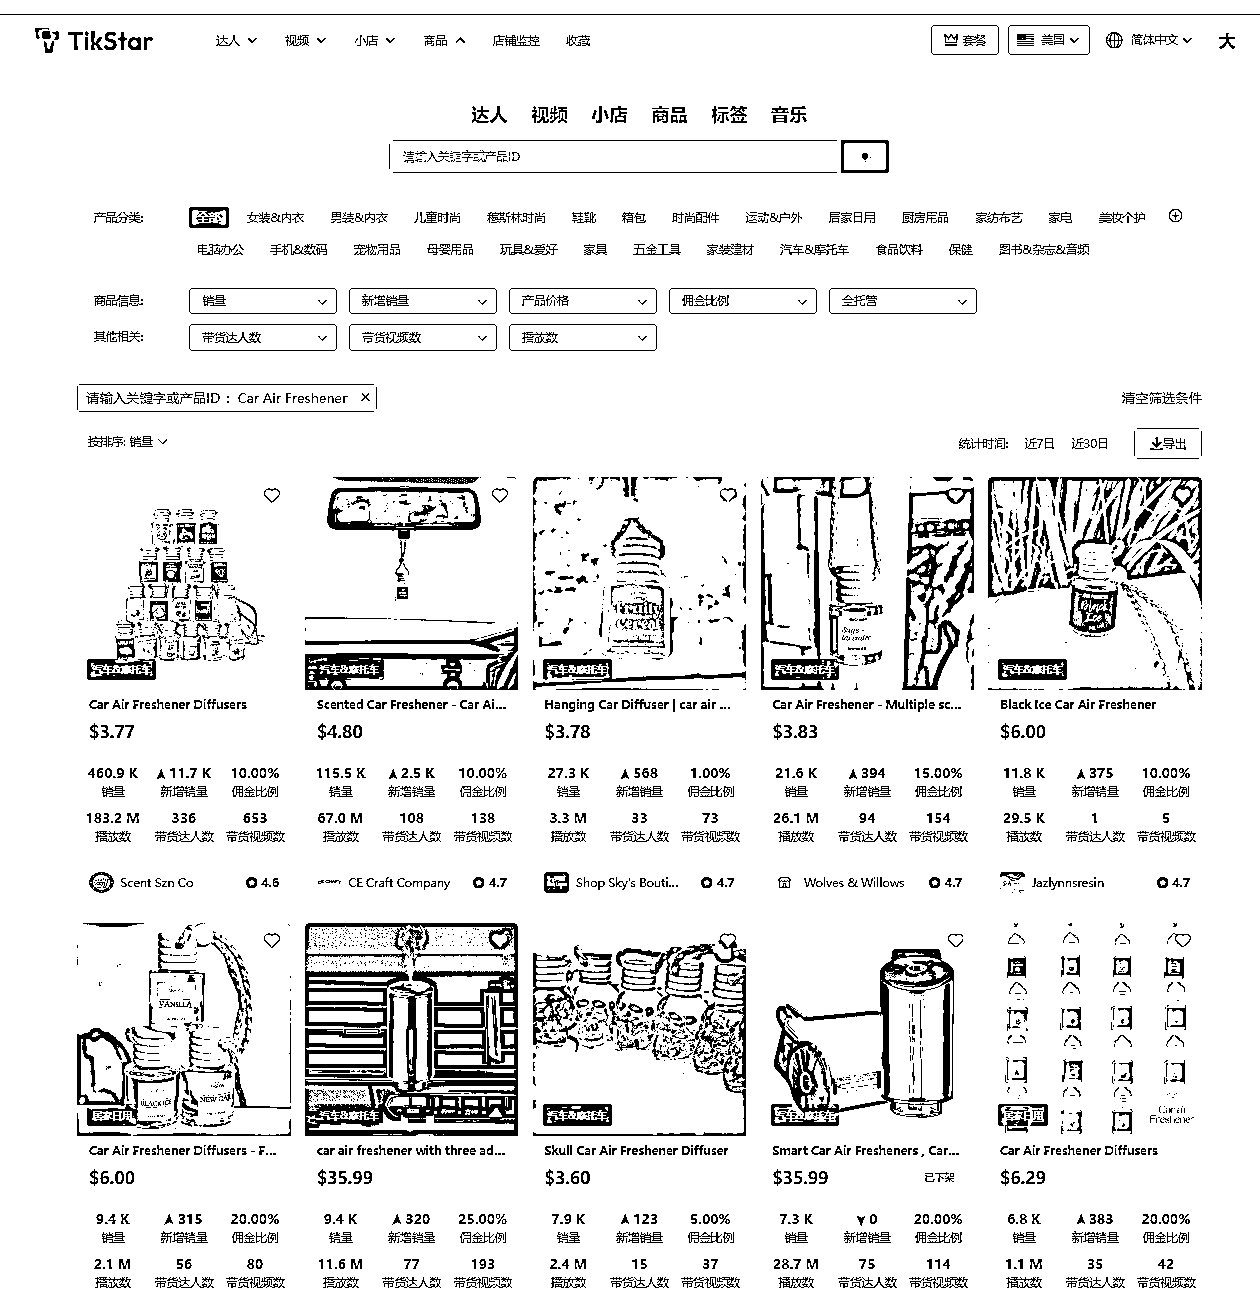 TikStar 达人 视频 小店 商品 店铺监控 收藏 套餐 美国 简体中文 大
达人 视频 小店 商品 标签 音乐
请输入关键字或产品ID
产品分类: 全部 女装&内衣 男装&内衣 儿童时尚 穆斯林时尚 鞋靴 箱包 时尚配件 运动&户外 居家日用 厨房用品 家纺布艺 家电 美妆个护
电脑办公 手机&数码 宠物用品 母婴用品 玩具&爱好 家具 五金工具 家装建材 汽车&摩托车 食品饮料 保健 图书&杂志&音频
商品信息: 销量 新增销量 产品价格 佣金比例 全托管
其他相关: 带货达人数 带货视频数 播放数
请输入关键字或产品ID： Car Air Freshener × 清空筛选条件
按排序: 销量 统计时间: 近7日 近30日 导出
Fruity Cereal
Black Ice
汽车&摩托车 汽车&摩托车 汽车&摩托车 汽车&摩托车 汽车&摩托车
Car Air Freshener Diffusers Scented Car Freshener - Car Ai... Hanging Car Diffuser | car air ... Car Air Freshener - Multiple sc... Black Ice Car Air Freshener
$3.77 $4.80 $3.78 $3.83 $6.00
460.9 K 11.7 K 10.00% 115.5 K 2.5 K 10.00% 27.3 K 568 1.00% 21.6 K 394 15.00% 11.8 K 375 10.00%
销量 新增销量 佣金比例 销量 新增销量 佣金比例 销量 新增销量 佣金比例 销量 新增销量 佣金比例 销量 新增销量 佣金比例
183.2 M 336 653 67.0 M 108 138 3.3 M 33 73 26.1 M 94 154 29.5 K 1 5
播放数 带货达人数 带货视频数 播放数 带货达人数 带货视频数 播放数 带货达人数 带货视频数 播放数 带货达人数 带货视频数 播放数 带货达人数 带货视频数
Scent Szn Co 4.6 CE Craft Company 4.7 Shop Sky's Bouti... 4.7 Wolves & Willows 4.7 Jazlynnsresin 4.7
VANILLA
BLACK ICE
Car air Freshener
居家日用 汽车&摩托车 汽车&摩托车 汽车&摩托车 居家日用
Car Air Freshener Diffusers - F... car air freshener with three ad... Skull Car Air Freshener Diffuser Smart Car Air Fresheners , Car... Car Air Freshener Diffusers
$6.00 $35.99 $3.60 $35.99 已下架 $6.29
9.4 K 315 20.00% 9.4 K 320 25.00% 7.9 K 123 5.00% 7.3 K 0 20.00% 6.8 K 383 20.00%
销量 新增销量 佣金比例 销量 新增销量 佣金比例 销量 新增销量 佣金比例 销量 新增销量 佣金比例 销量 新增销量 佣金比例
2.1 M 56 80 11.6 M 77 193 2.4 M 15 37 28.7 M 75 114 1.1 M 35 42
播放数 带货达人数 带货视频数 播放数 带货达人数 带货视频数 播放数 带货达人数 带货视频数 播放数 带货达人数 带货视频数 播放数 带货达人数 带货视频数